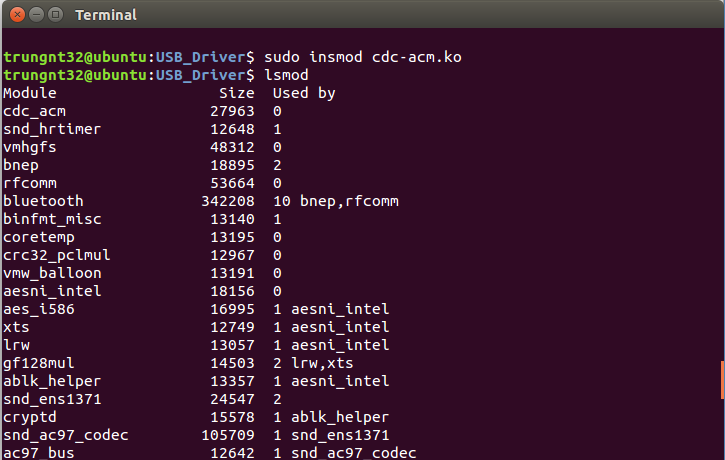 Terminal
trungnt32@ubuntu:USB_Driver$ sudo insmod cdc-acm.ko
trungnt32@ubuntu:USB_Driver$ lsmod
Module                  Size  Used by
cdc_acm                27963  0
snd_hrtimer            12648  1
vmhgfs                 48312  0
bnep                   18895  2
rfcomm                 53664  0
bluetooth             342208  10 bnep,rfcomm
binfmt_misc            13140  1
coretemp               13195  0
crc32_pclmul           12967  0
vmw_balloon            13191  0
aesni_intel            18156  0
aes_i586               16995  1 aesni_intel
xts                    12749  1 aesni_intel
lrw                    13057  1 aesni_intel
gf128mul               14503  2 lrw,xts
ablk_helper            13357  1 aesni_intel
snd_ens1371            24547  2
cryptd                 15578  1 ablk_helper
snd_ac97_codec        105709  1 snd_ens1371
ac97_bus               12642  1 snd_ac97_codec